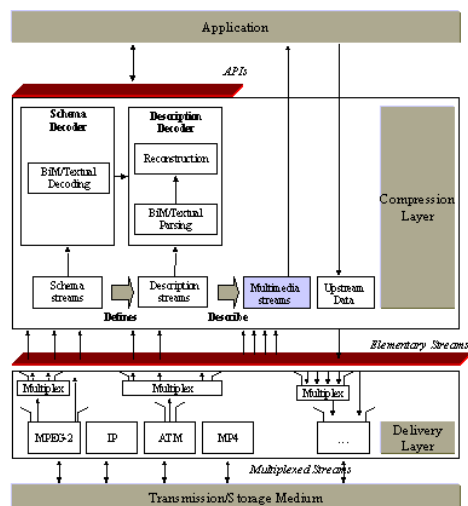 Application
APIs
Schema
Decoder
Description
Decoder
Reconstruction
BiM/Textual
Decoding
BiM/Textual
Parsing
Compression
Layer
Schema
streams
Description
streams
Multimedia
streams
Upstream
Data
Defines
Describe
Elementary Streams
Multiplex
Multiplex
Multiplex
MPEG-2
IP
ATM
MP4
...
Delivery
Layer
Multiplexed Streams
Transmission/Storage Medium